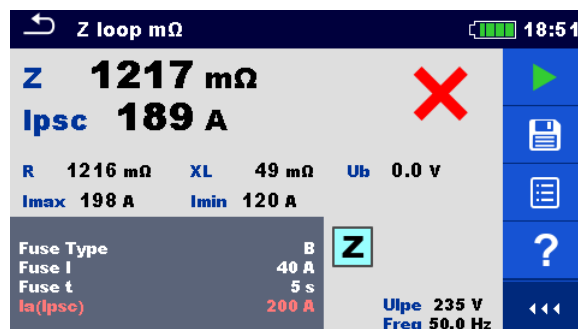 Z loop mΩ 18:51
Z 1217 mΩ
Ipsc 189 A
R 1216 mΩ XL 49 mΩ Ub 0.0 V
Imax 198 A Imin 120 A
Fuse Type B
Fuse I 40 A
Fuse t 5 s
Ia(Ipsc) 200 A
Z
Ulpe 235 V
Freq 50.0 Hz
?